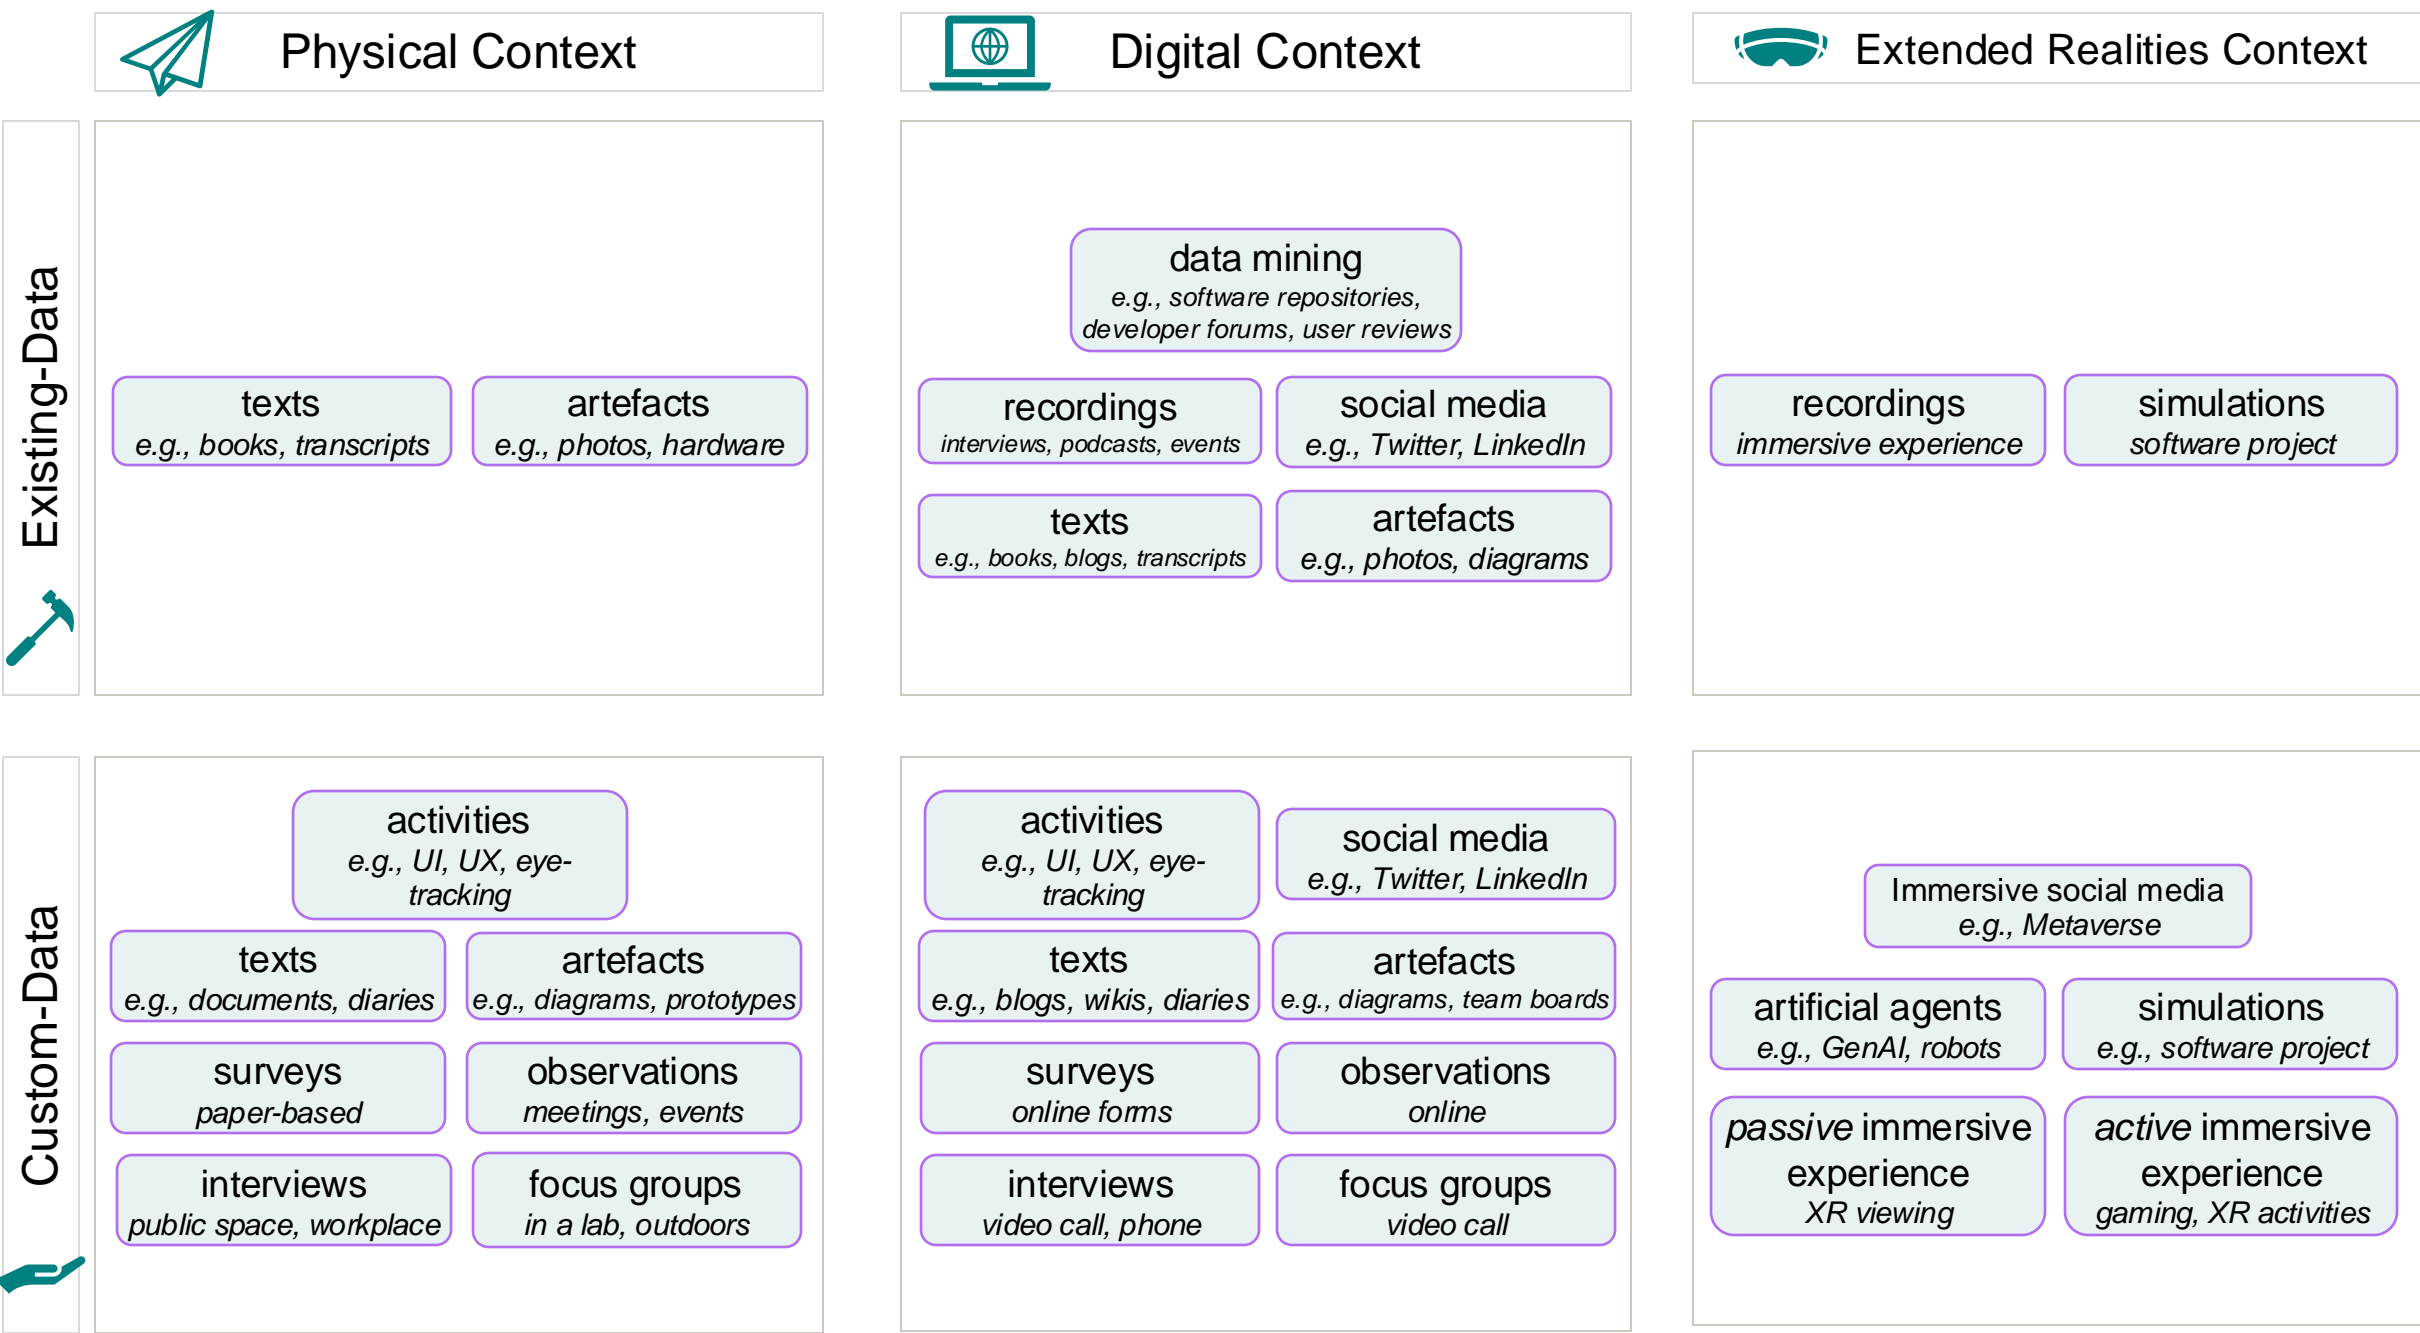 Physical Context
Digital Context
Extended Realities Context
Existing-Data
texts
e.g., books, transcripts
artefacts
e.g., photos, hardware
data mining
e.g., software repositories,
developer forums, user reviews
recordings
interviews, podcasts, events
social media
e.g., Twitter, LinkedIn
texts
e.g., books, blogs, transcripts
artefacts
e.g., photos, diagrams
recordings
immersive experience
simulations
software project
Custom-Data
activities
e.g., UI, UX, eye-
tracking
texts
e.g., documents, diaries
artefacts
e.g., diagrams, prototypes
surveys
paper-based
observations
meetings, events
interviews
public space, workplace
focus groups
in a lab, outdoors
activities
e.g., UI, UX, eye-
tracking
social media
e.g., Twitter, LinkedIn
texts
e.g., blogs, wikis, diaries
artefacts
e.g., diagrams, team boards
surveys
online forms
observations
online
interviews
video call, phone
focus groups
video call
Immersive social media
e.g., Metaverse
artificial agents
e.g., GenAI, robots
simulations
e.g., software project
passive immersive
experience
XR viewing
active immersive
experience
gaming, XR activities